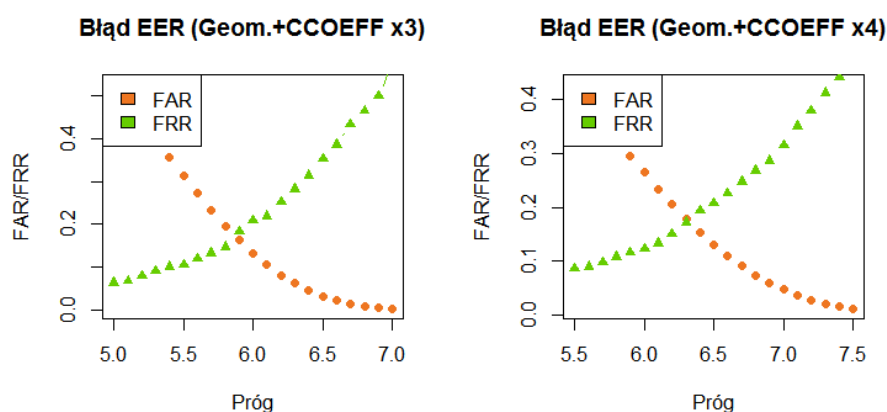 Błąd EER (Geom.+CCOEFF x3)
FAR
FRR
FAR/FRR
0.4
0.2
0.0
5.0 5.5 6.0 6.5 7.0
Próg
Błąd EER (Geom.+CCOEFF x4)
FAR
FRR
FAR/FRR
0.4
0.3
0.2
0.1
0.0
5.5 6.0 6.5 7.0 7.5
Próg